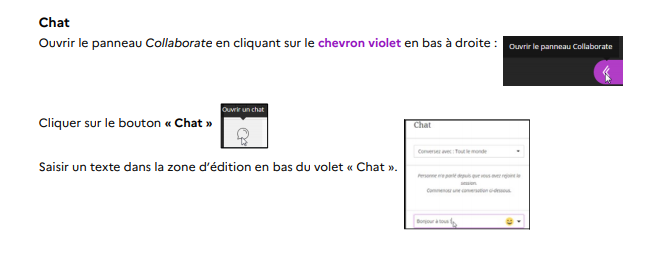 Chat
Ouvrir le panneau Collaborate en cliquant sur le chevron violet en bas à droite :
Ouvrir le panneau Collaborate
Ouvrir un chat
Cliquer sur le bouton « Chat »
Saisir un texte dans la zone d'édition en bas du volet « Chat ».
Chat
Conversez avec : Tout le monde
Personne n'a parlé depuis que vous avez rejoint la
session.
Commencez une conversation ci-dessous.
Bonjour à tous !